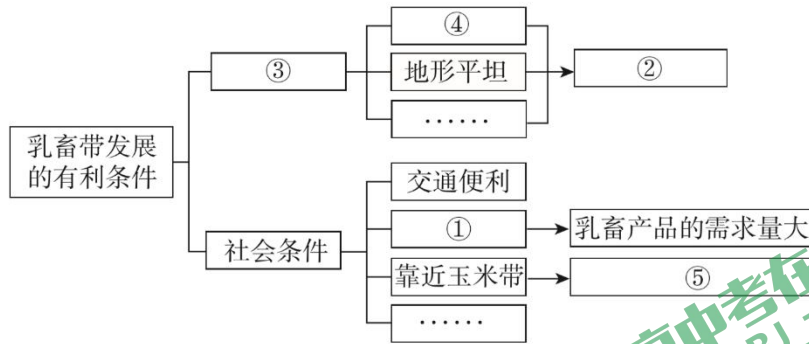 ④
③
地形平坦
②
······
乳畜带发展
的有利条件
交通便利
①
乳畜产品的需求量大
社会条件
靠近玉米带
⑤
······